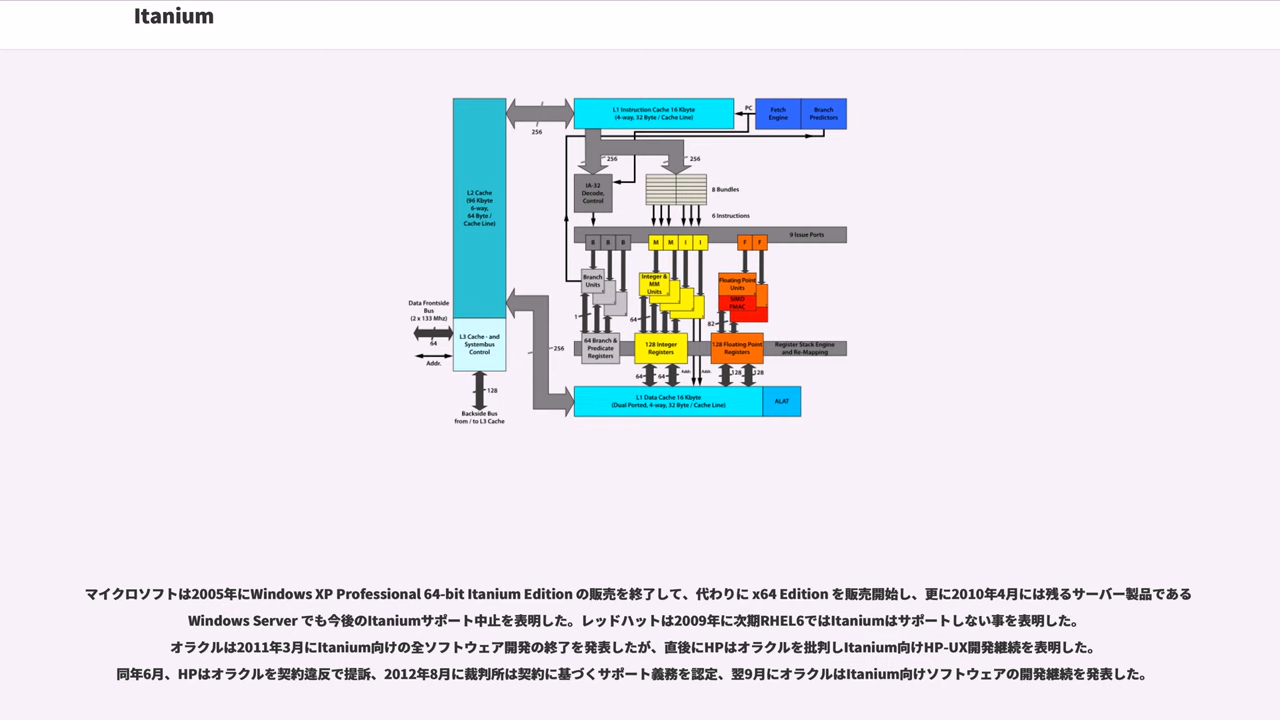 Itanium
L1 Instruction Cache 16 Kbyte
(4-way, 32 Byte / Cache Line)
PC
Fetch
Engine
Branch
Predictors
256
256
256
L2 Cache
(96 Kbyte
6-way,
64 Byte /
Cache Line)
IA-32
Decode,
Control
8 Bundles
6 Instructions
9 Issue Ports
B B B M M I I F F
Branch
Units
Integer &
MM
Units
Floating Point
Units
SIMD
FMAC
Data Frontside
Bus
(2 x 133 Mhz)
64
Addr.
L3 Cache - and
Systembus
Control
1
64
82
256
64 Branch &
Predicate
Registers
128 Integer
Registers
128 Floating Point
Registers
Register Stack Engine
and Re-Mapping
64
64
Addr.
Addr.
128
128
128
L1 Data Cache 16 Kbyte
(Dual Ported, 4-way, 32 Byte / Cache Line)
ALAT
Backside Bus
from / to L3 Cache
マイクロソフトは2005年にWindows XP Professional 64-bit Itanium Edition の販売を終了して、代わりに x64 Edition を販売開始し、更に2010年4月には残るサーバー製品である
Windows Server でも今後のItaniumサポート中止を表明した。レッドハットは2009年に次期RHEL6ではItaniumはサポートしない事を表明した。
オラクルは2011年3月にItanium向けの全ソフトウェア開発の終了を発表したが、直後にHPはオラクルを批判しItanium向けHP-UX開発継続を表明した。
同年6月、HPはオラクルを契約違反で提訴、2012年8月に裁判所は契約に基づくサポート義務を認定、翌9月にオラクルはItanium向けソフトウェアの開発継続を発表した。